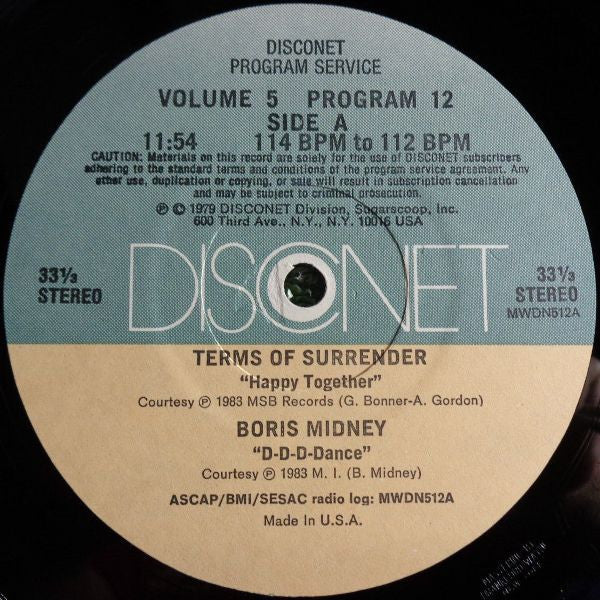 DISCONET
PROGRAM SERVICE
VOLUME 5 PROGRAM 12
SIDE A
11:54 114 BPM to 112 BPM
CAUTION: Materials on this record are solely for the use of DISCONET subscribers
adhering to the standard terms and conditions of the program service agreement. Any
other use, duplication or copying, or sale will result in subscription cancellation
and may be subject to criminal prosecution.
℗ © 1979 DISCONET Division, Sugarscoop, Inc.
600 Third Ave., N.Y., N.Y. 10016 USA
33⅓
STEREO
DISCONET
33⅓
STEREO
MWDN512A
TERMS OF SURRENDER
“Happy Together”
Courtesy ℗ 1983 MSB Records (G. Bonner-A. Gordon)
BORIS MIDNEY
“D-D-D-Dance”
Courtesy ℗ 1983 M. I. (B. Midney)
ASCAP/BMI/SESAC radio log: MWDN512A
Made In U.S.A.